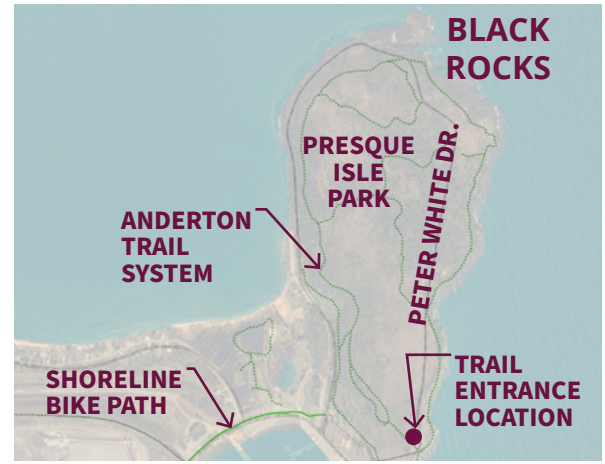 BLACK
ROCKS
PRESQUE
ISLE
PARK
PETER WHITE DR.
ANDERTON
TRAIL
SYSTEM
SHORELINE
BIKE PATH
TRAIL
ENTRANCE
LOCATION